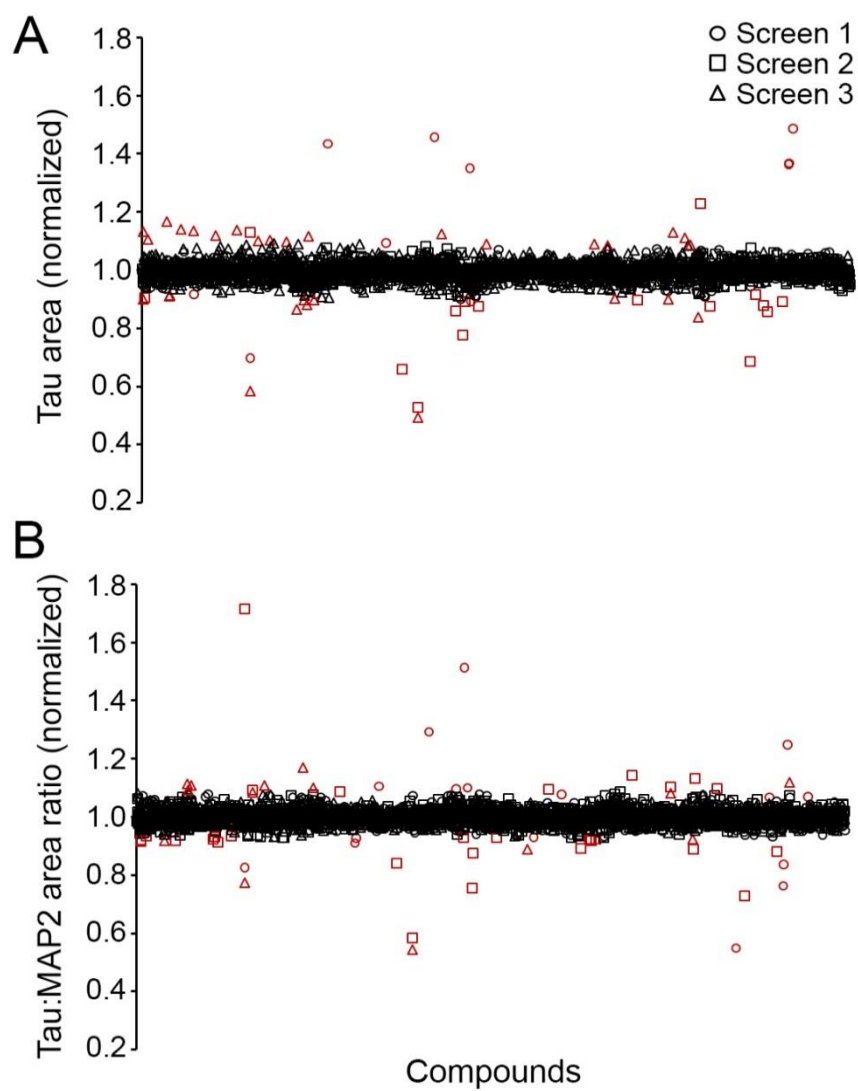 A
Screen 1
Screen 2
Screen 3
Tau area (normalized)
1.8
1.6
1.4
1.2
1.0
0.8
0.6
0.4
0.2
B
Tau:MAP2 area ratio (normalized)
1.8
1.6
1.4
1.2
1.0
0.8
0.6
0.4
0.2
Compounds